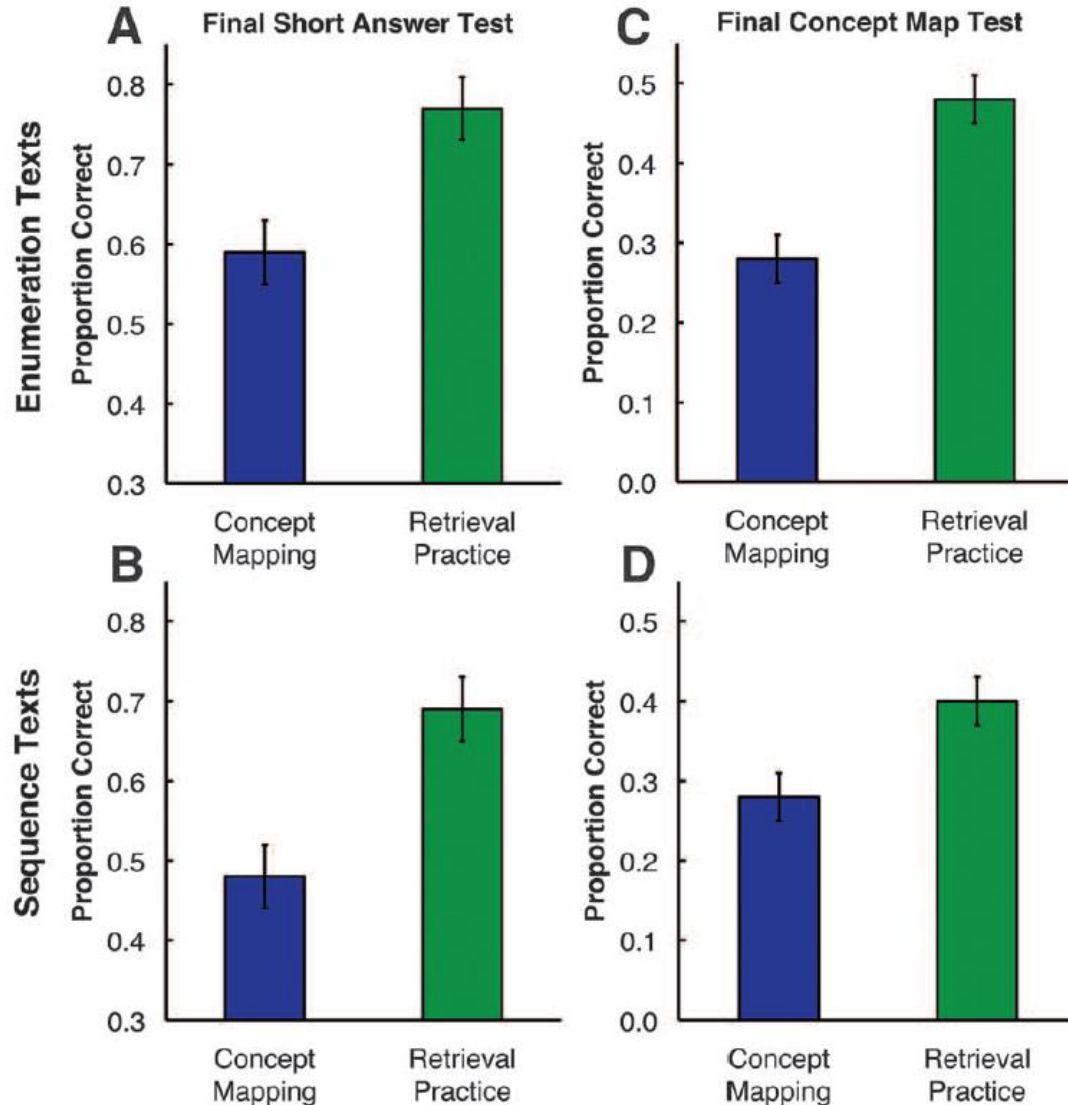 A
Final Short Answer Test
Enumeration Texts
Proportion Correct
0.8
0.7
0.6
0.5
0.4
0.3
Concept
Mapping
Retrieval
Practice
C
Final Concept Map Test
Proportion Correct
0.5
0.4
0.3
0.2
0.1
0.0
Concept
Mapping
Retrieval
Practice
B
Sequence Texts
Proportion Correct
0.8
0.7
0.6
0.5
0.4
0.3
Concept
Mapping
Retrieval
Practice
D
Proportion Correct
0.5
0.4
0.3
0.2
0.1
0.0
Concept
Mapping
Retrieval
Practice